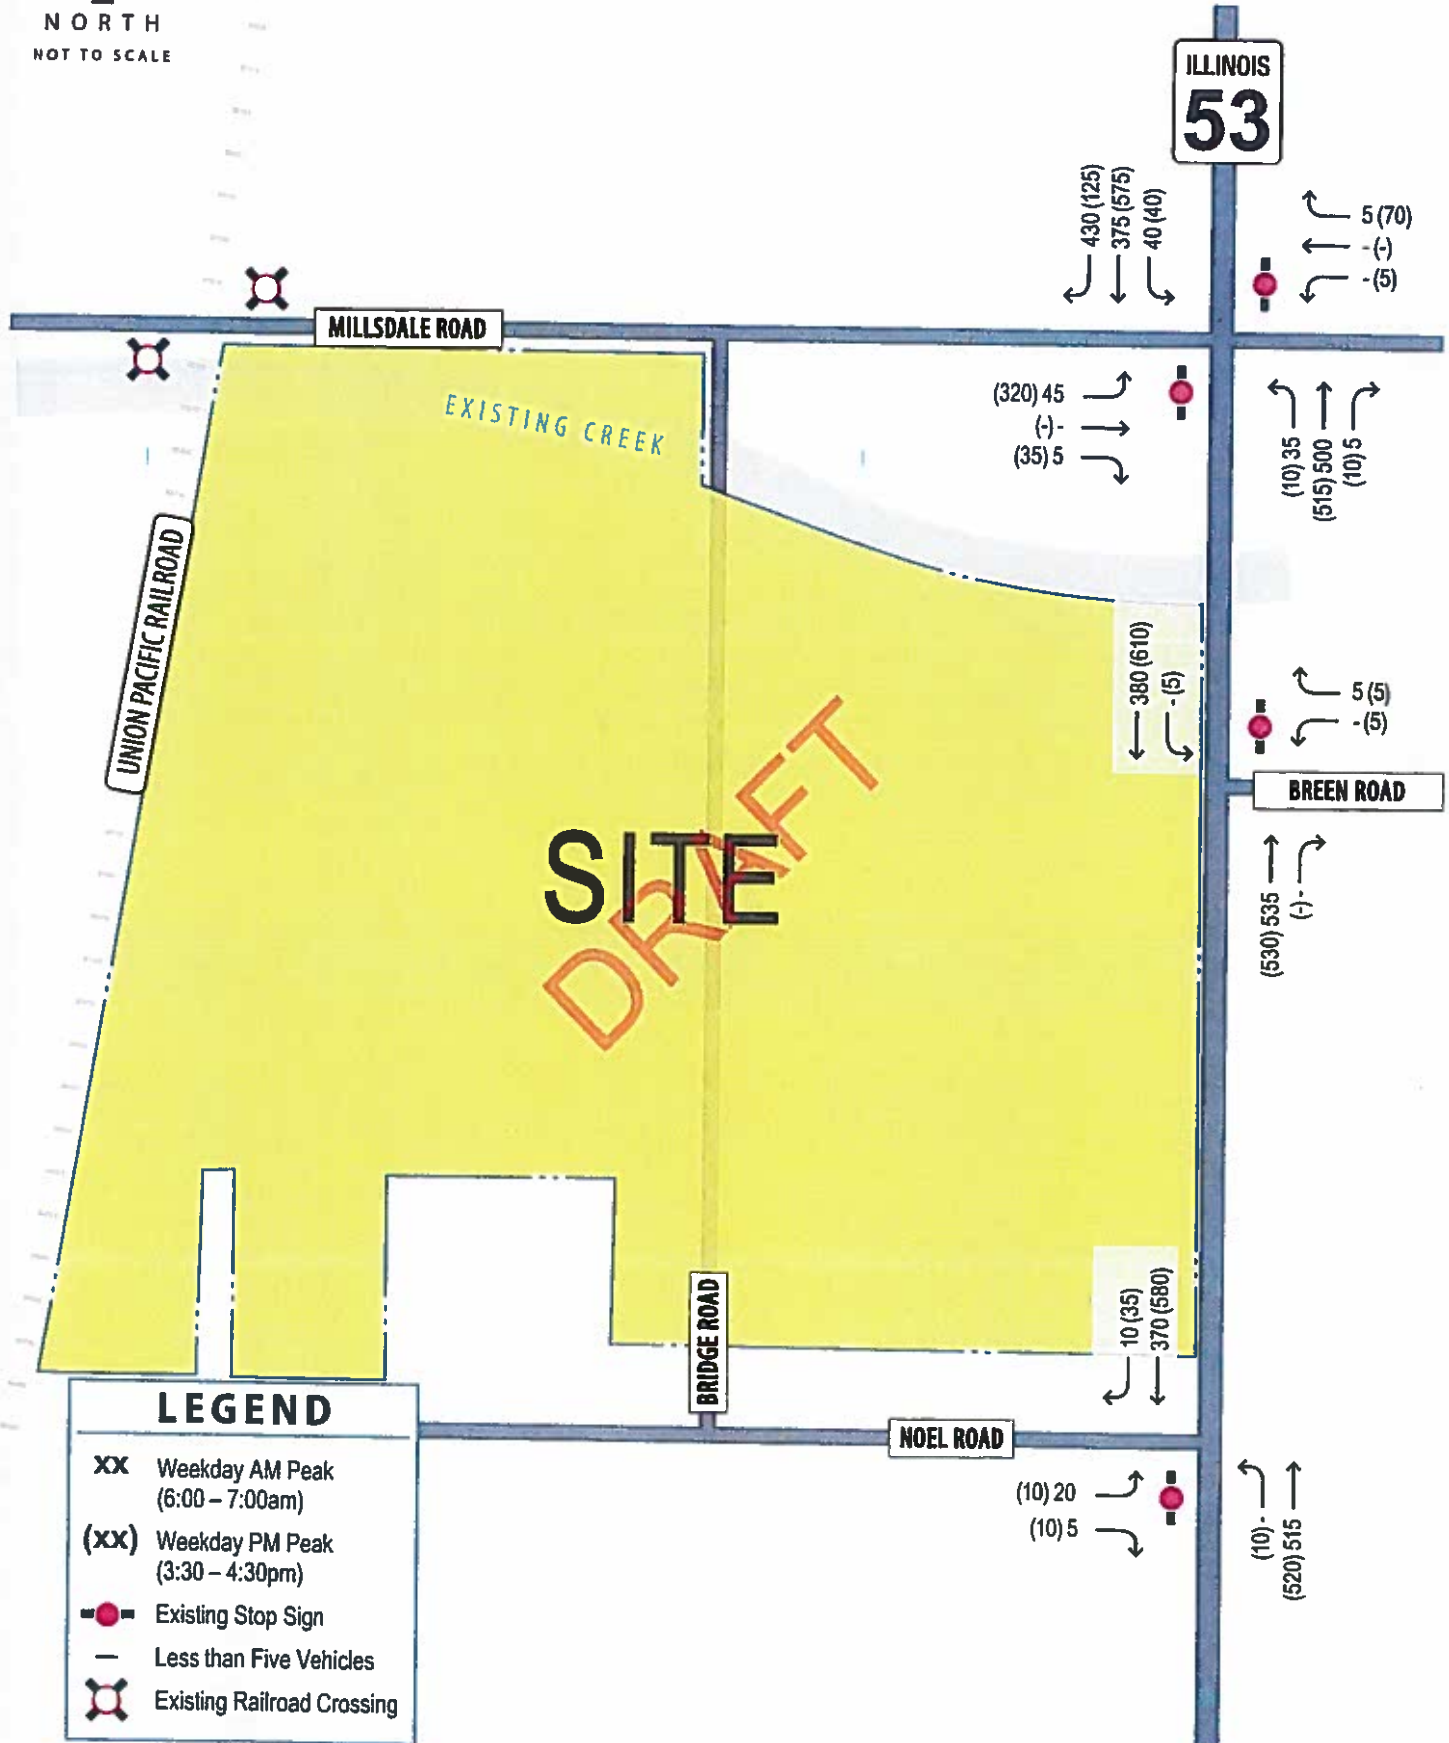 NORTH
NOT TO SCALE
ILLINOIS
53
430 (125)
375 (575)
40 (40)
5 (70)
- (-)
- (5)
MILLSDALE ROAD
EXISTING CREEK
(320) 45
(-) -
(35) 5
(10) 35
(515) 500
(10) 5
UNION PACIFIC RAILROAD
380 (610)
- (5)
5 (5)
- (5)
BREEN ROAD
SITE
DRAFT
(530) 535
(-) -
BRIDGE ROAD
10 (35)
370 (580)
NOEL ROAD
(10) 20
(10) 5
(10) -
(520) 515
LEGEND
XX Weekday AM Peak
(6:00 – 7:00am)
(XX) Weekday PM Peak
(3:30 – 4:30pm)
Existing Stop Sign
– Less than Five Vehicles
Existing Railroad Crossing